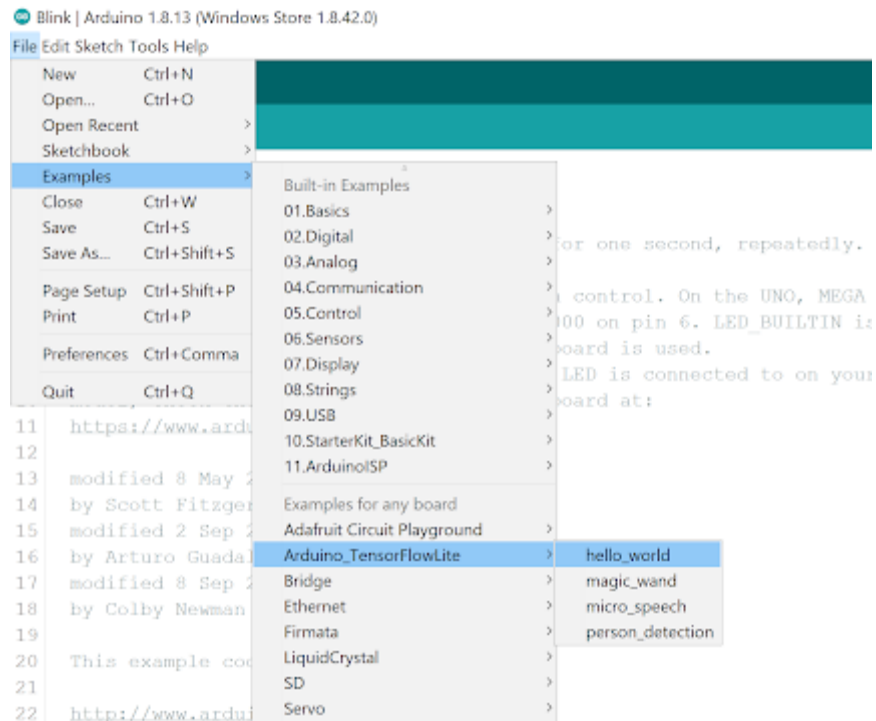 Blink | Arduino 1.8.13 (Windows Store 1.8.42.0)
File Edit Sketch Tools Help
New Ctrl+N
Open... Ctrl+O
Open Recent
Sketchbook
Examples
Close Ctrl+W
Save Ctrl+S
Save As... Ctrl+Shift+S
Page Setup Ctrl+Shift+P
Print Ctrl+P
Preferences Ctrl+Comma
Quit Ctrl+Q
Built-in Examples
01.Basics
02.Digital
03.Analog
04.Communication
05.Control
06.Sensors
07.Display
08.Strings
09.USB
10.StarterKit_BasicKit
11.ArduinoISP
Examples for any board
Adafruit Circuit Playground
Arduino_TensorFlowLite
Bridge
Ethernet
Firmata
LiquidCrystal
SD
Servo
hello_world
magic_wand
micro_speech
person_detection
for one second, repeatedly.
control. On the UNO, MEGA
on pin 6. LED_BUILTIN is
board is used.
LED is connected to on your
board at:
11 https://www.ardu
12
13 modified 8 May 2
14 by Scott Fitzger
15 modified 2 Sep 2
16 by Arturo Guadal
17 modified 8 Sep 2
18 by Colby Newman
19
20 This example cod
21
22 http://www.ardui